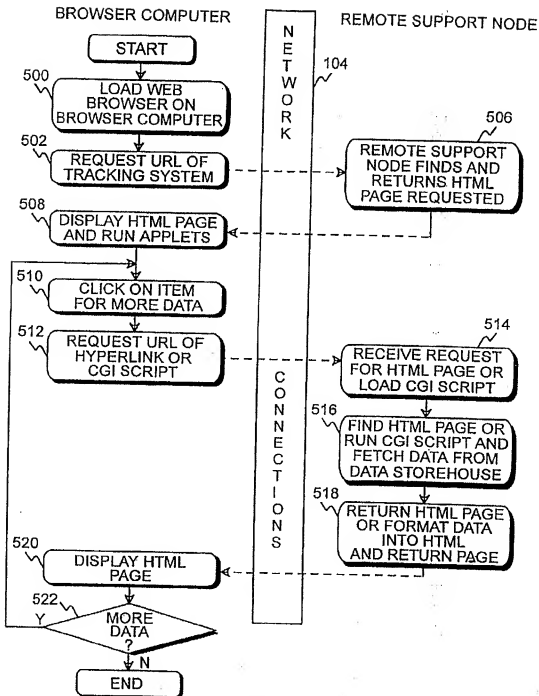 BROWSER COMPUTER
REMOTE SUPPORT NODE
START
NETWORK
104
500
LOAD WEB
BROWSER ON
BROWSER COMPUTER
502
REQUEST URL OF
TRACKING SYSTEM
506
REMOTE SUPPORT
NODE FINDS AND
RETURNS HTML
PAGE REQUESTED
508
DISPLAY HTML PAGE
AND RUN APPLETS
510
CLICK ON ITEM
FOR MORE DATA
512
REQUEST URL OF
HYPERLINK OR
CGI SCRIPT
CONNECTIONS
514
RECEIVE REQUEST
FOR HTML PAGE OR
LOAD CGI SCRIPT
516
FIND HTML PAGE OR
RUN CGI SCRIPT AND
FETCH DATA FROM
DATA STOREHOUSE
518
RETURN HTML PAGE
OR FORMAT DATA
INTO HTML
AND RETURN PAGE
520
DISPLAY HTML
PAGE
522
Y
MORE
DATA
?
N
END